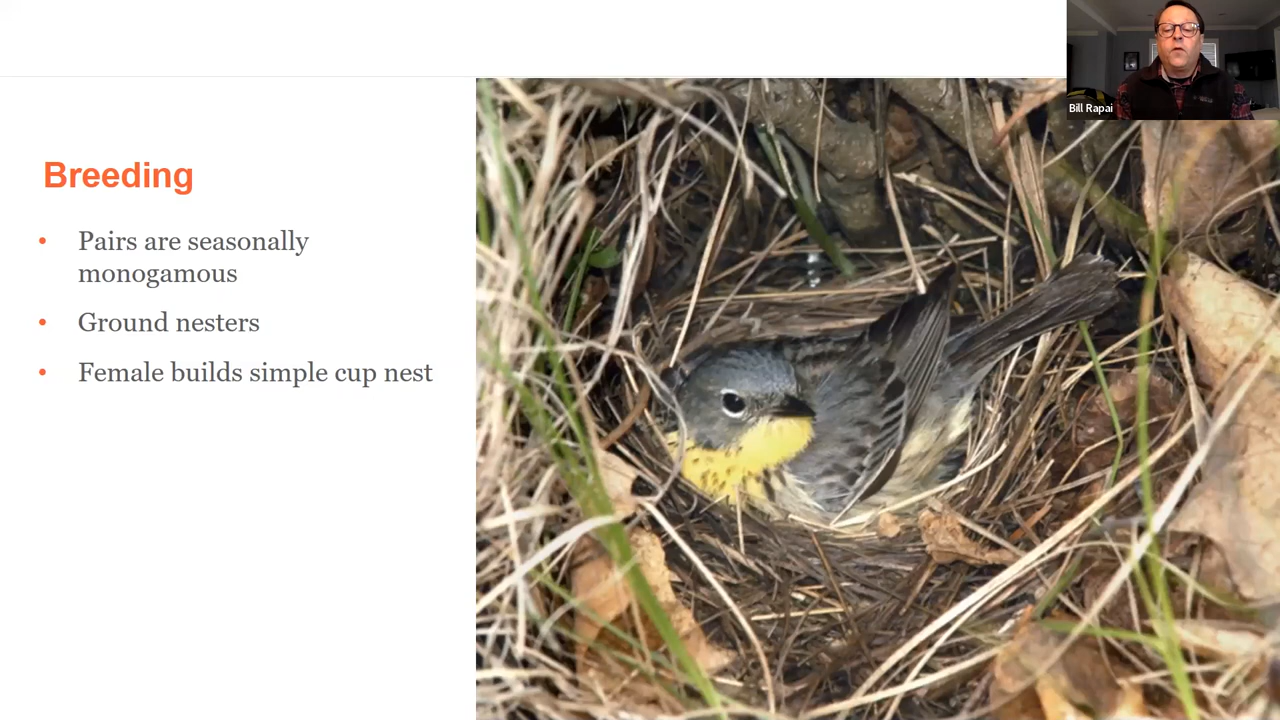 Breeding
• Pairs are seasonally
monogamous
• Ground nesters
• Female builds simple cup nest
Bill Rapai